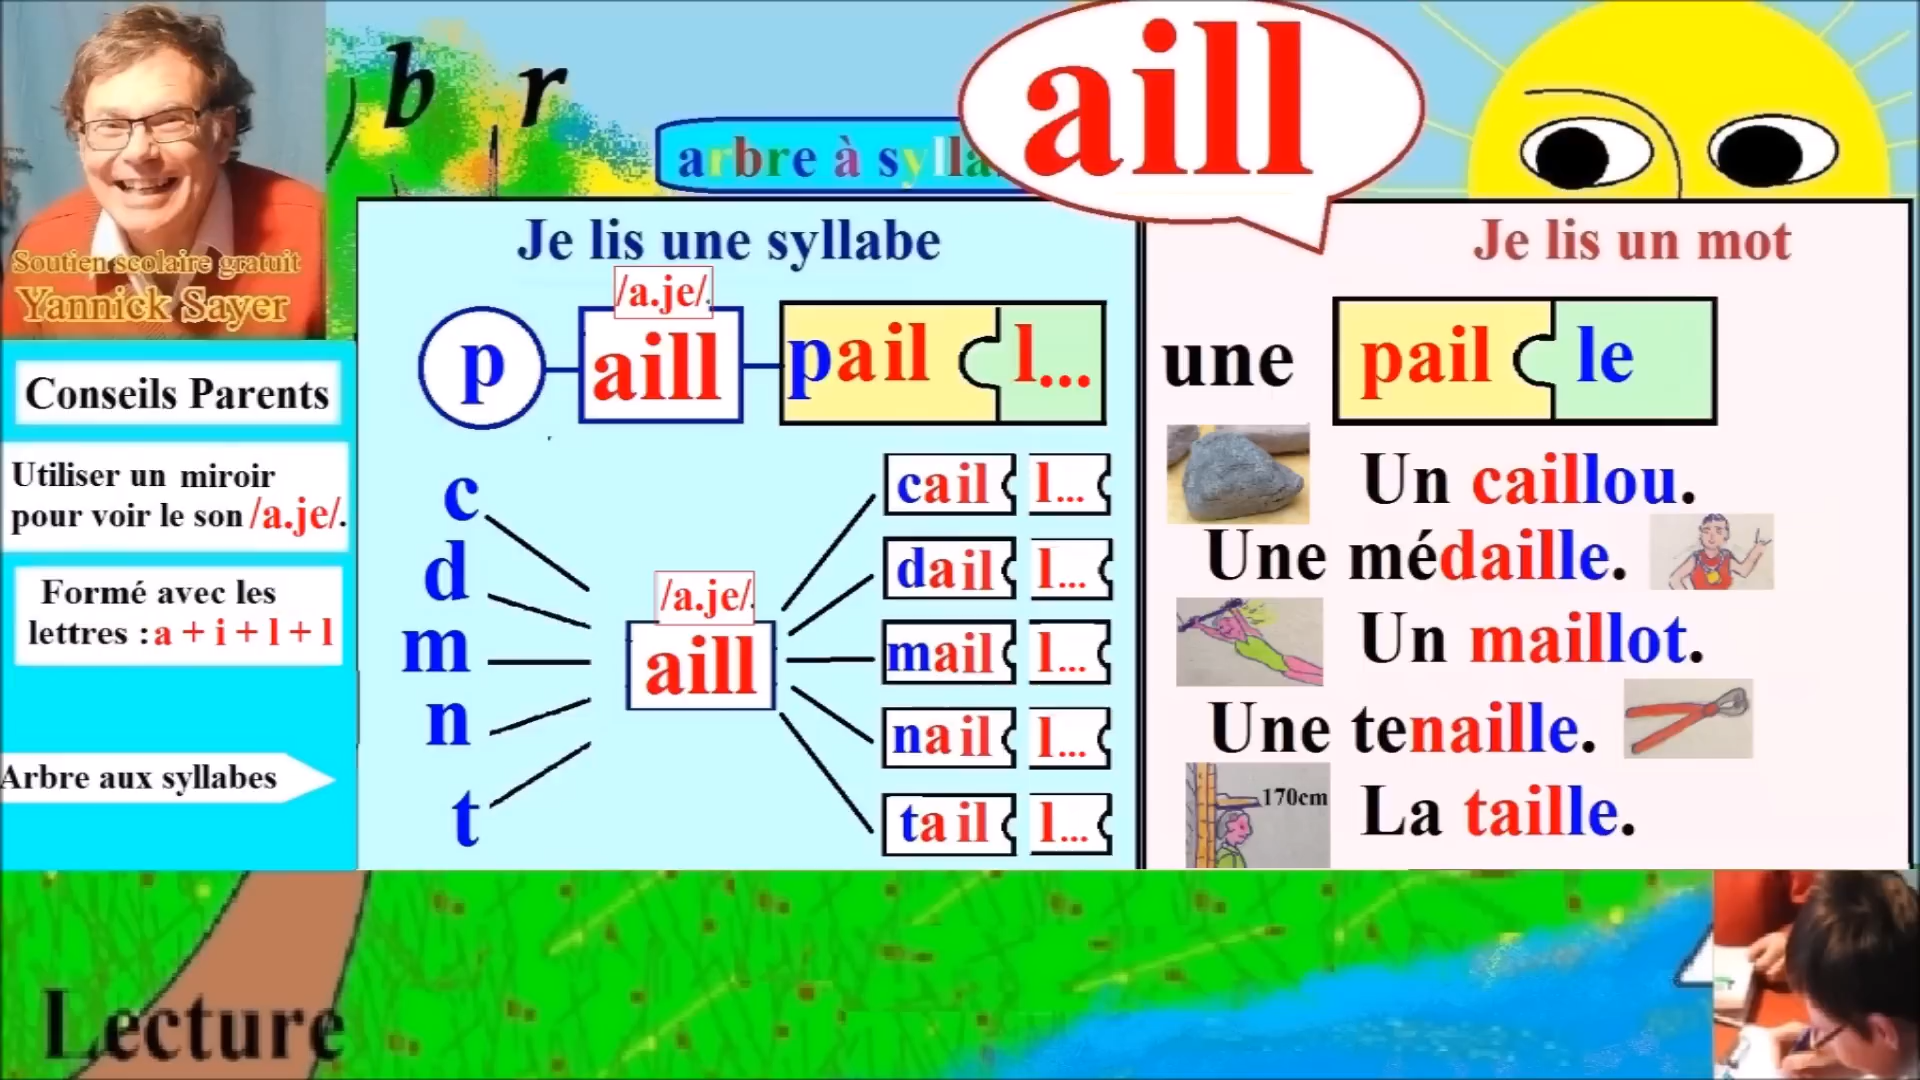 b r
aill
arbre à sylla
Soutien scolaire gratuit
Yannick Sayer
Conseils Parents
Utiliser un miroir
pour voir le son /a.je/.
Formé avec les
lettres : a + i + l + l
Arbre aux syllabes
Je lis une syllabe
/a.je/.
p aill pail l...
c
d
m
n
t
/a.je/.
aill
cail l...
dail l...
mail l...
nail l...
tail l...
Je lis un mot
une pail le
Un caillou.
Une médaille.
Un maillot.
Une tenaille.
170cm
La taille.
Lecture